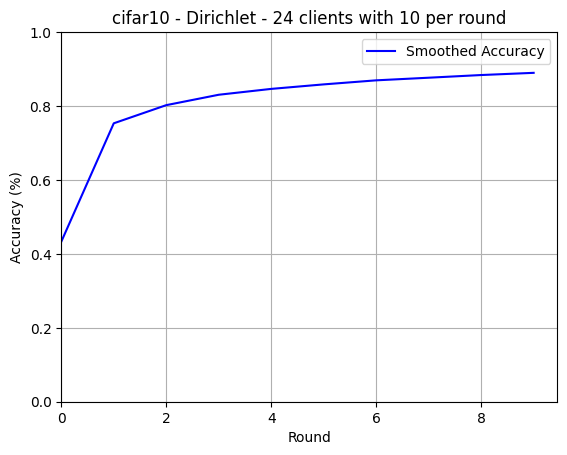 cifar10 - Dirichlet - 24 clients with 10 per round
Smoothed Accuracy
Accuracy (%)
1.0
0.8
0.6
0.4
0.2
0.0
0 2 4 6 8
Round